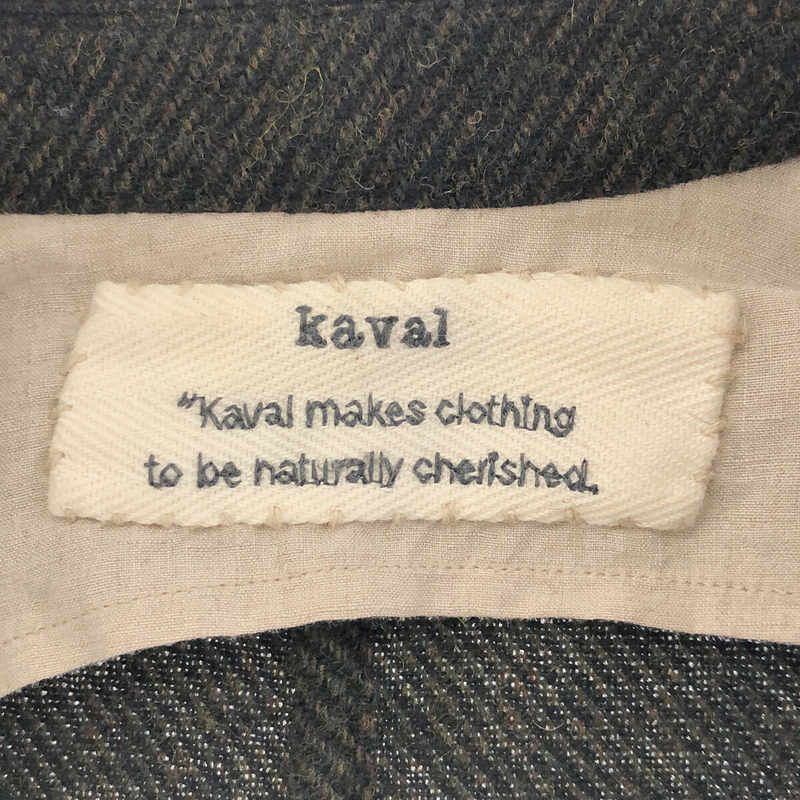 kaval
"Kaval makes clothing
to be naturally cherished.